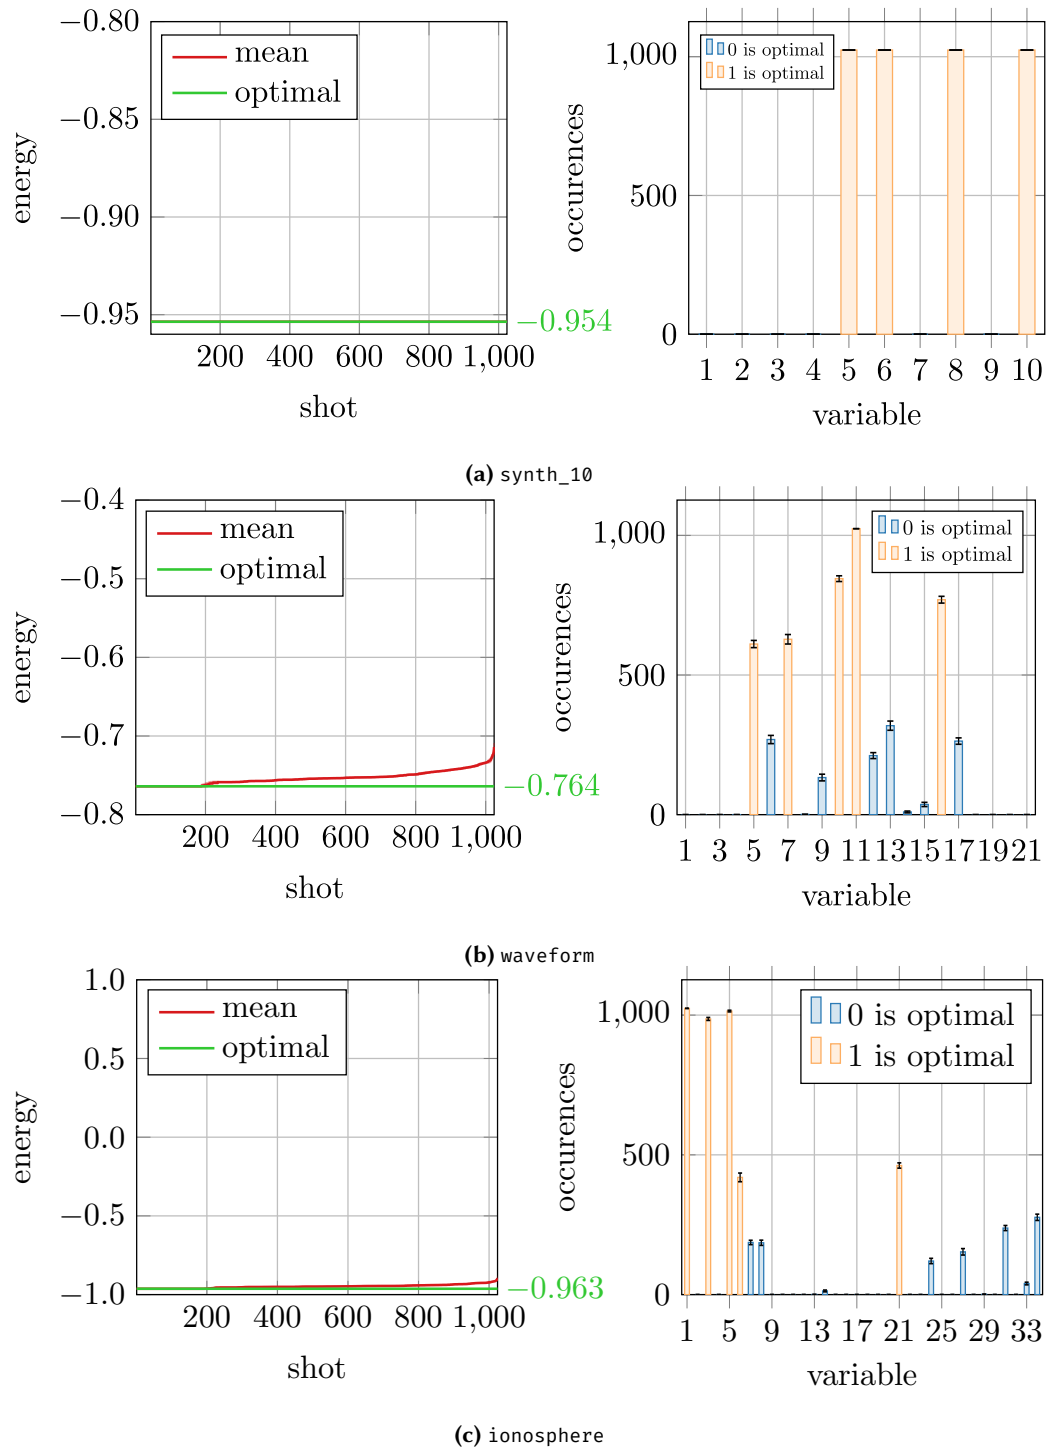 −0.80
−0.85
−0.90
−0.95
energy
mean
optimal
−0.954
200 400 600 800 1,000
shot
1,000
500
0
occurences
0 is optimal
1 is optimal
1 2 3 4 5 6 7 8 9 10
variable
(a) synth_10
−0.4
−0.5
−0.6
−0.7
−0.8
energy
mean
optimal
−0.764
200 400 600 800 1,000
shot
1,000
500
0
occurences
0 is optimal
1 is optimal
1 3 5 7 9 11 13 15 17 19 21
variable
(b) waveform
1.0
0.5
0.0
−0.5
−1.0
energy
mean
optimal
−0.963
200 400 600 800 1,000
shot
1,000
500
0
occurences
0 is optimal
1 is optimal
1 5 9 13 17 21 25 29 33
variable
(c) ionosphere